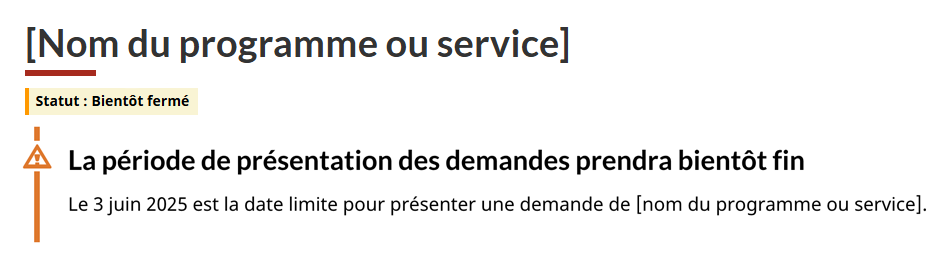 [Nom du programme ou service]
Statut : Bientôt fermé
La période de présentation des demandes prendra bientôt fin
Le 3 juin 2025 est la date limite pour présenter une demande de [nom du programme ou service].